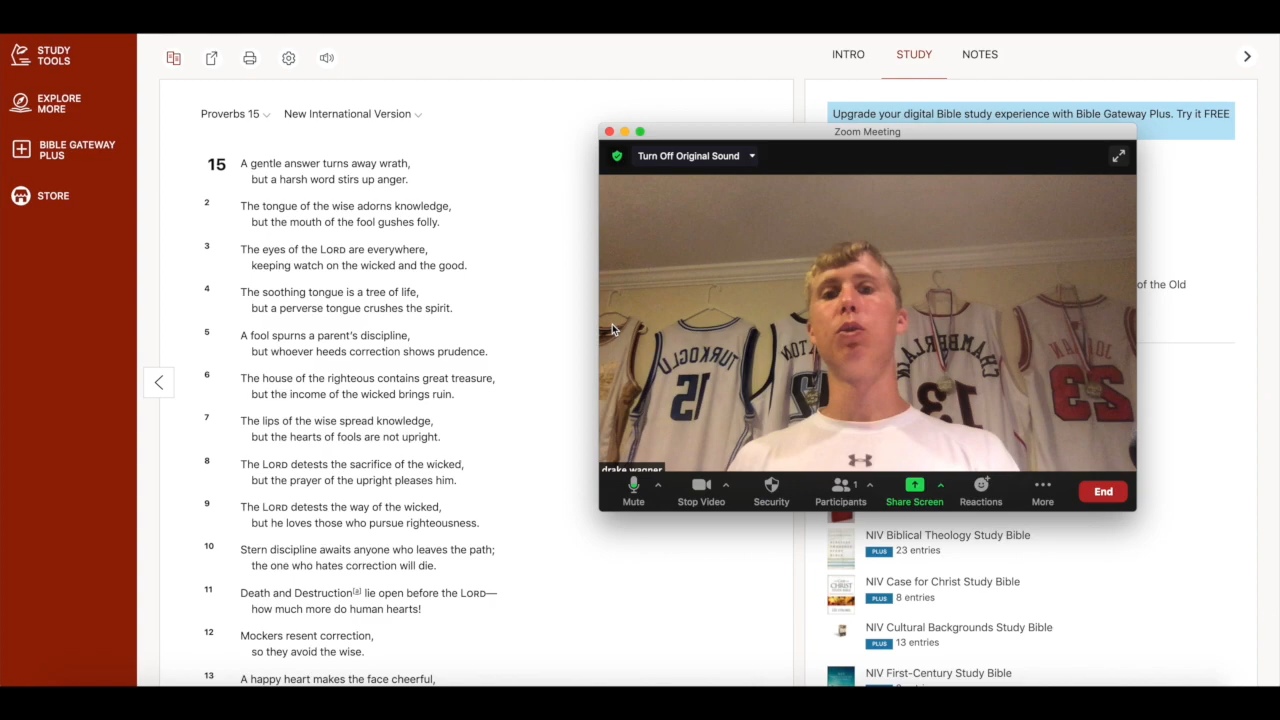 STUDY
TOOLS
EXPLORE
MORE
BIBLE GATEWAY
PLUS
STORE
Proverbs 15
New International Version
15 A gentle answer turns away wrath,
but a harsh word stirs up anger.
2 The tongue of the wise adorns knowledge,
but the mouth of the fool gushes folly.
3 The eyes of the LORD are everywhere,
keeping watch on the wicked and the good.
4 The soothing tongue is a tree of life,
but a perverse tongue crushes the spirit.
5 A fool spurns a parent's discipline,
but whoever heeds correction shows prudence.
6 The house of the righteous contains great treasure,
but the income of the wicked brings ruin.
7 The lips of the wise spread knowledge,
but the hearts of fools are not upright.
8 The LORD detests the sacrifice of the wicked,
but the prayer of the upright pleases him.
9 The LORD detests the way of the wicked,
but he loves those who pursue righteousness.
10 Stern discipline awaits anyone who leaves the path;
the one who hates correction will die.
11 Death and Destruction[a] lie open before the LORD—
how much more do human hearts!
12 Mockers resent correction,
so they avoid the wise.
13 A happy heart makes the face cheerful,
INTRO
STUDY
NOTES
Upgrade your digital Bible study experience with Bible Gateway Plus. Try it FREE
Zoom Meeting
Turn Off Original Sound
of the Old
TURKOGLU
15
CHAMBERLAIN
13
23
drake wagner
Mute
Stop Video
Security
Participants
1
Share Screen
Reactions
More
End
NIV Biblical Theology Study Bible
PLUS 23 entries
NIV Case for Christ Study Bible
PLUS 8 entries
NIV Cultural Backgrounds Study Bible
PLUS 13 entries
NIV First-Century Study Bible